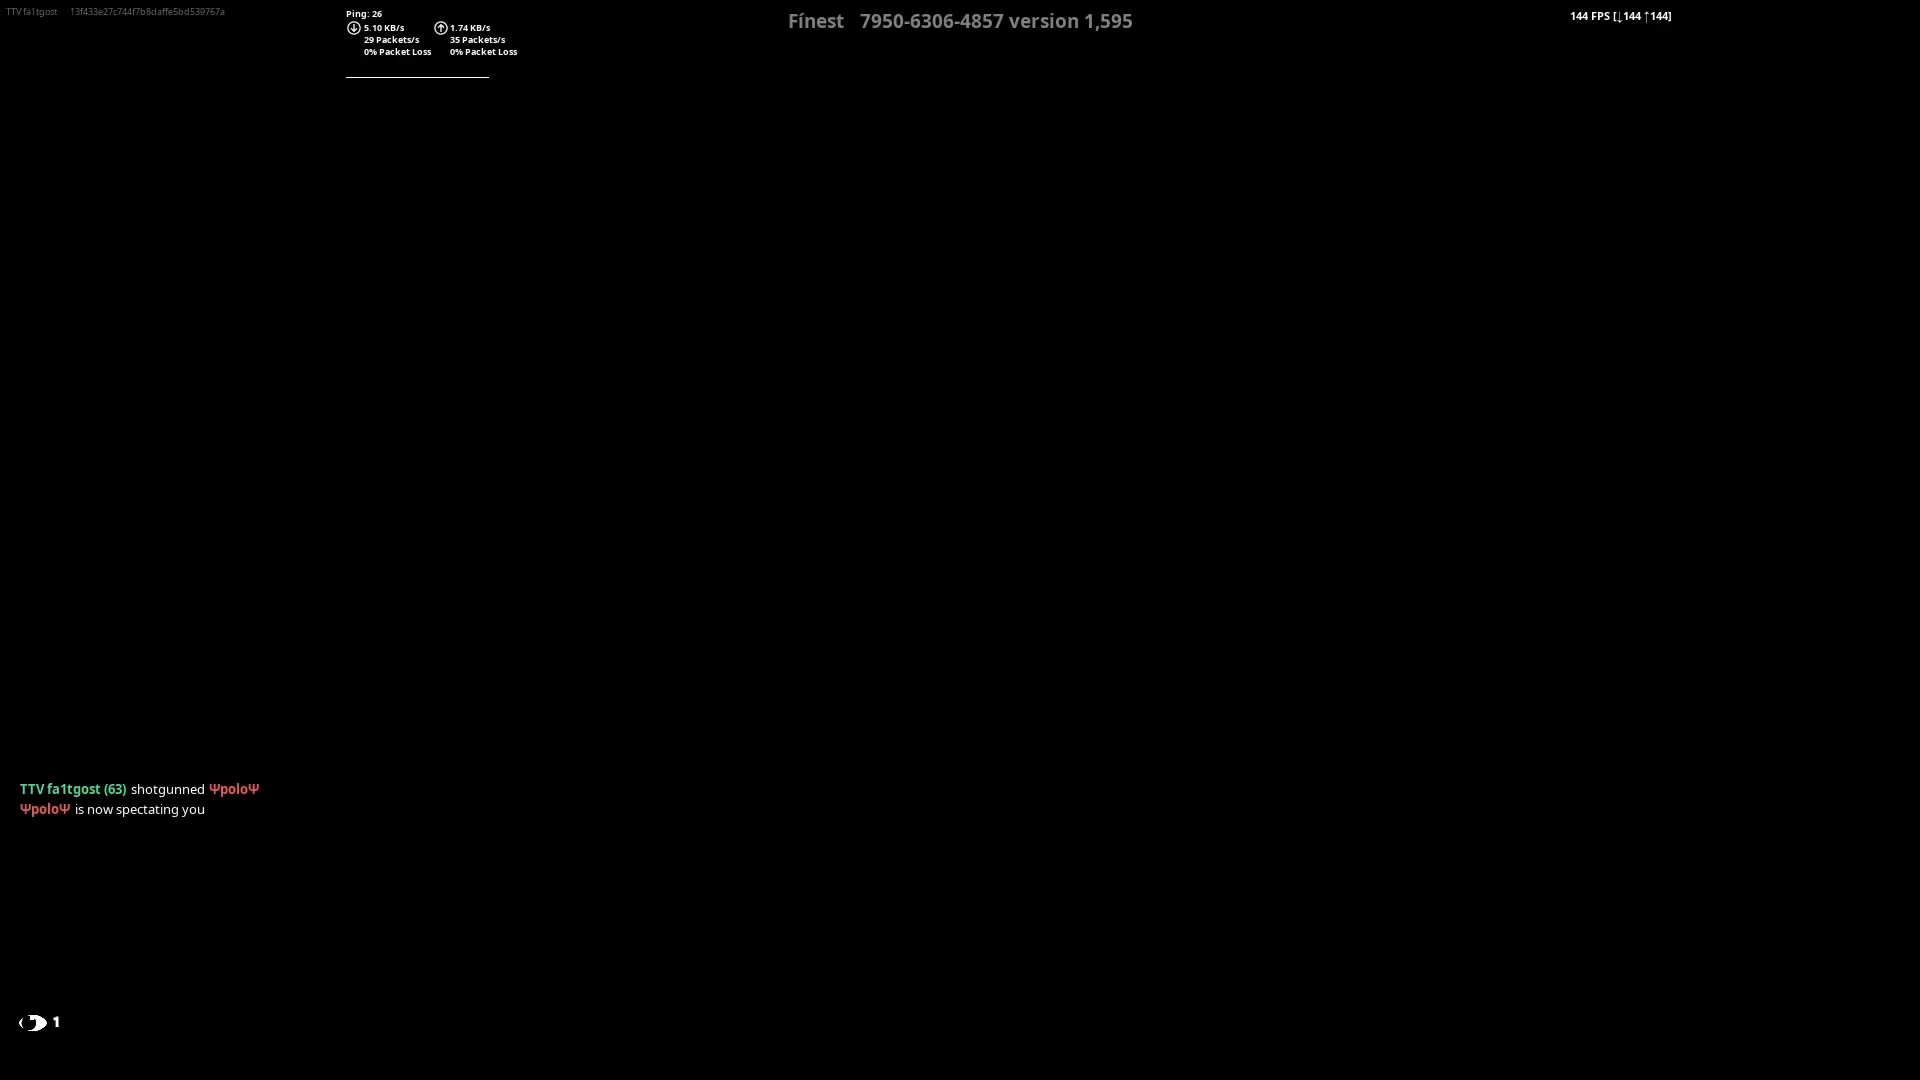 TTV fa1tgost 13f433e27c744f7b8daffe5bd539767a
Ping: 26
5.10 KB/s 1.74 KB/s
29 Packets/s 35 Packets/s
0% Packet Loss 0% Packet Loss
Fínest 7950-6306-4857 version 1,595
144 FPS [↓144 ↑144]
TTV fa1tgost (63) shotgunned ΨpoloΨ
ΨpoloΨ is now spectating you
1